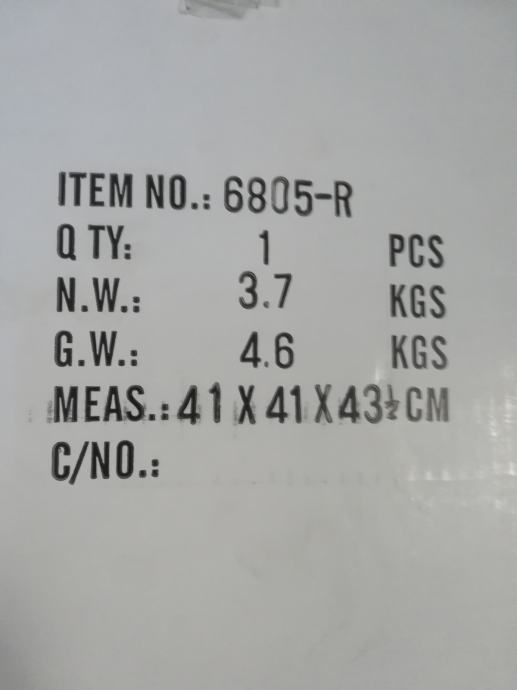 ITEM NO.: 6805-R
Q TY: 1 PCS
N.W.: 3.7 KGS
G.W.: 4.6 KGS
MEAS.: 41 X 41 X 43½ CM
C/NO.: